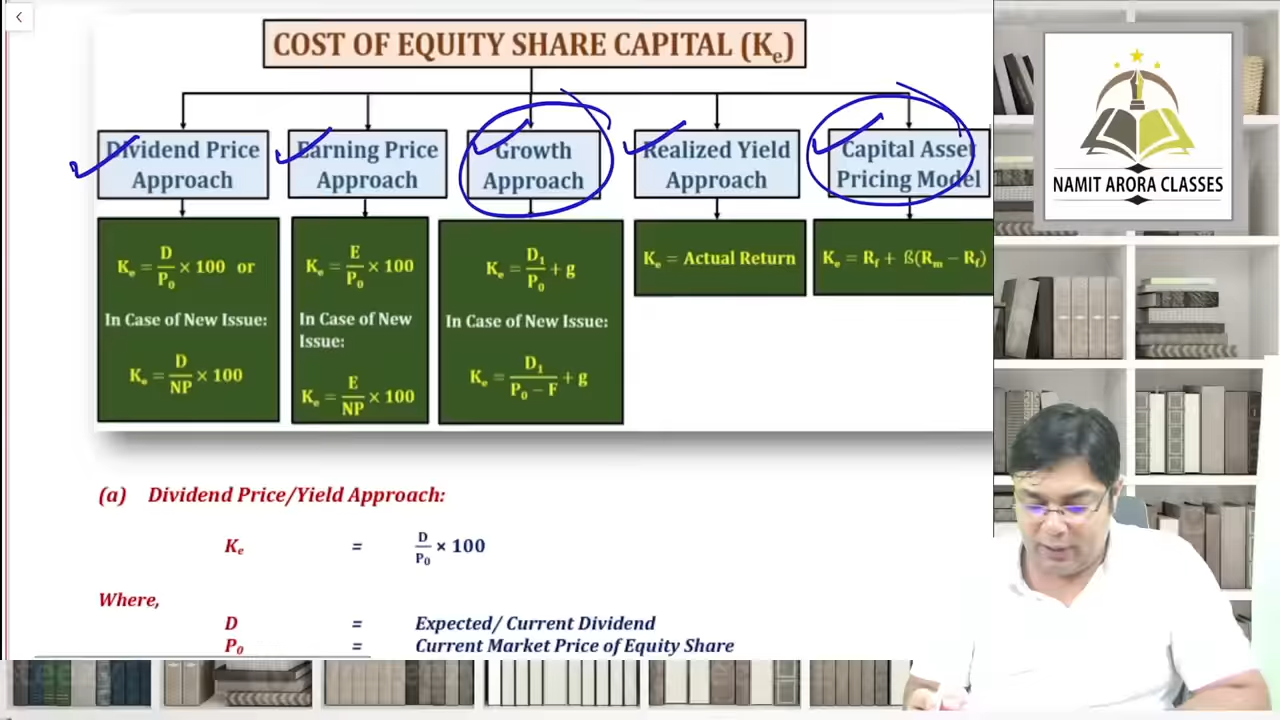 COST OF EQUITY SHARE CAPITAL (Kₑ)
Dividend Price
Approach
Earning Price
Approach
Growth
Approach
Realized Yield
Approach
Capital Asset
Pricing Model
Kₑ = D/P₀ × 100 or
In Case of New Issue:
Kₑ = D/NP × 100
Kₑ = E/P₀ × 100
In Case of New
Issue:
Kₑ = E/NP × 100
Kₑ = D₁/P₀ + g
In Case of New Issue:
Kₑ = D₁/P₀ − F + g
Kₑ = Actual Return
Kₑ = R_f + ß(Rₘ − R_f)
NAMIT ARORA CLASSES
(a) Dividend Price/Yield Approach:
Kₑ = D/P₀ × 100
Where,
D = Expected/ Current Dividend
P₀ = Current Market Price of Equity Share